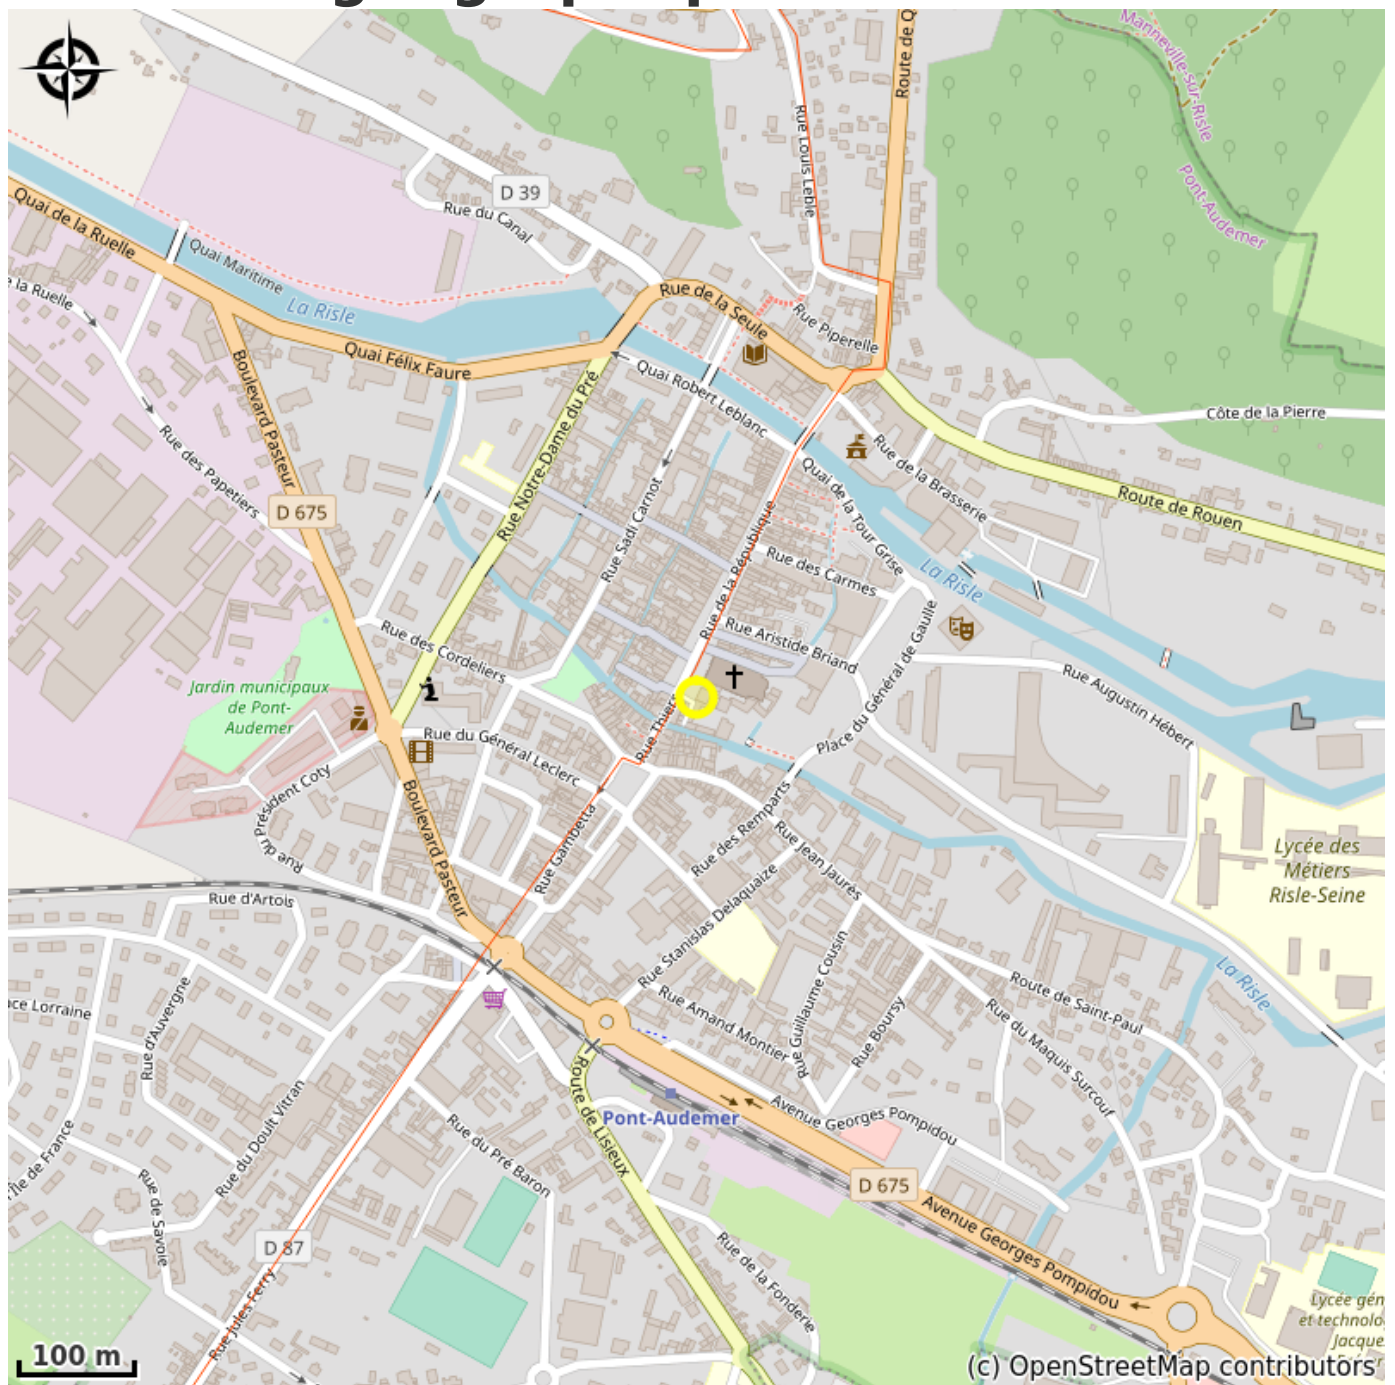 Manneville-sur-Risle
Pont-Audemer
Route de Q
Rue Louis Leble
D 39
Rue du Canal
Quai de la Ruelle
Quai Maritime
La Risle
e la Ruelle
Rue de la Seule
Rue Piperelle
Quai Félix Faure
Quai Robert Leblanc
Boulevard Pasteur
Côte de la Pierre
Rue des Papetiers
Rue Notre-Dame du Pré
Rue de la Brasserie
Route de Rouen
D 675
Rue Sadi Carnot
Quai de la Tour Grise
Rue de la République
Rue des Carmes
La Risle
Rue des Cordeliers
Rue Aristide Briand
Place du Général de Gaulle
Rue Augustin Hébert
Jardin municipaux
de Pont-
Audemer
Rue Thiers
Rue du Général Leclerc
Rue du Président Coty
Boulevard Pasteur
Rue Gambetta
Rue des Remparts
Rue Jean Jaurès
Lycée des
Métiers
Risle-Seine
Rue d'Artois
Rue Stanislas Delaquaize
Rue Guillaume Cousin
La Risle
nce Lorraine
Rue d'Auvergne
Rue Amand Montier
Rue Boursy
Route de Saint-Paul
Rue du Maquis Surcouf
Route de Lisieux
Pont-Audemer
Avenue Georges Pompidou
Rue du Doult Vitran
Rue du Pré Baron
l'Île de France
Rue de Savoie
D 675
Avenue Georges Pompidou
D 87
Rue de la Fonderie
Rue Jules Ferry
Lycée gén
et technolo
Jacque
100 m
(c) OpenStreetMap contributors